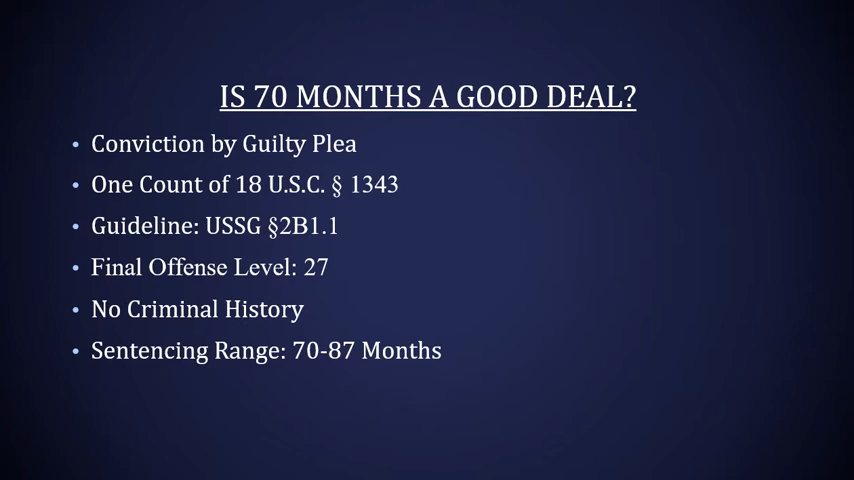 IS 70 MONTHS A GOOD DEAL?
• Conviction by Guilty Plea
• One Count of 18 U.S.C. § 1343
• Guideline: USSG §2B1.1
• Final Offense Level: 27
• No Criminal History
• Sentencing Range: 70-87 Months